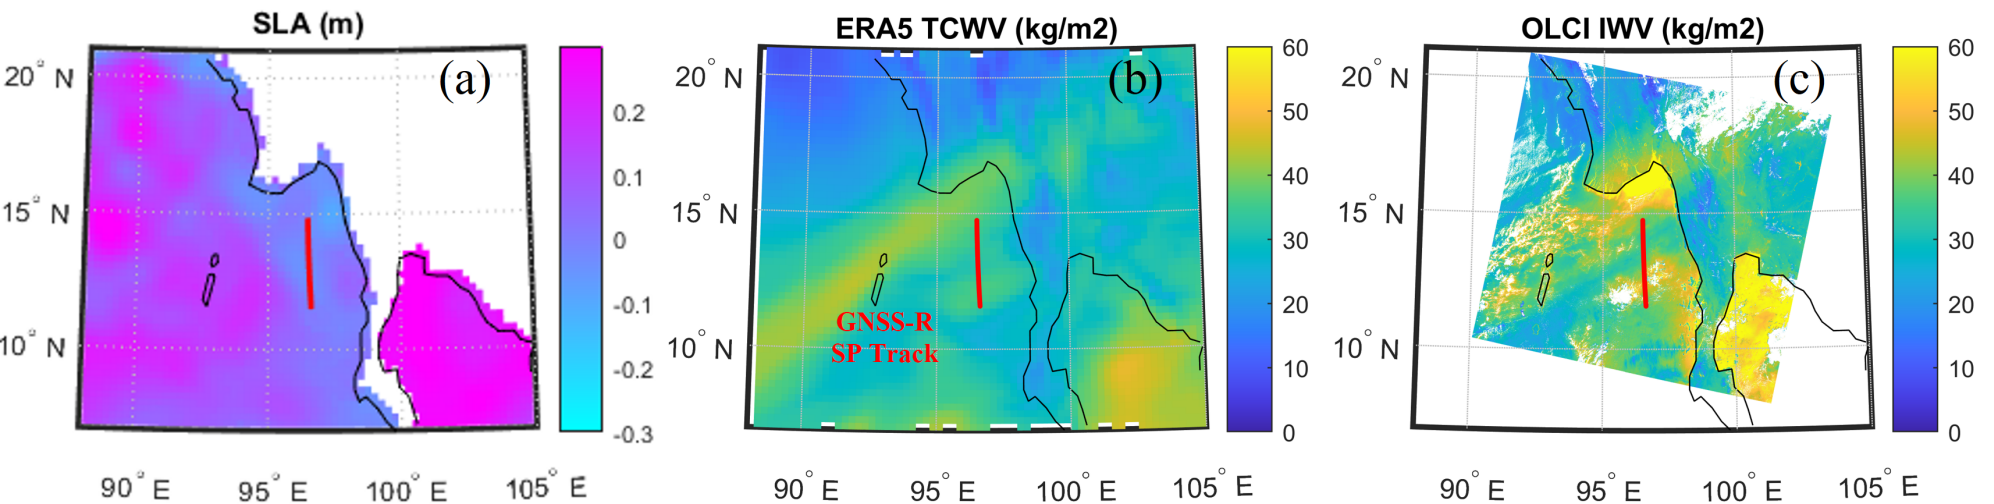 SLA (m)
(a)
20° N
15° N
10° N
90° E
95° E
100° E
105° E
0.2
0.1
0
-0.1
-0.2
-0.3
ERA5 TCWV (kg/m2)
(b)
20° N
15° N
10° N
GNSS-R
SP Track
90° E
95° E
100° E
105° E
60
50
40
30
20
10
0
OLCI IWV (kg/m2)
(c)
20° N
15° N
10° N
90° E
95° E
100° E
105° E
60
50
40
30
20
10
0